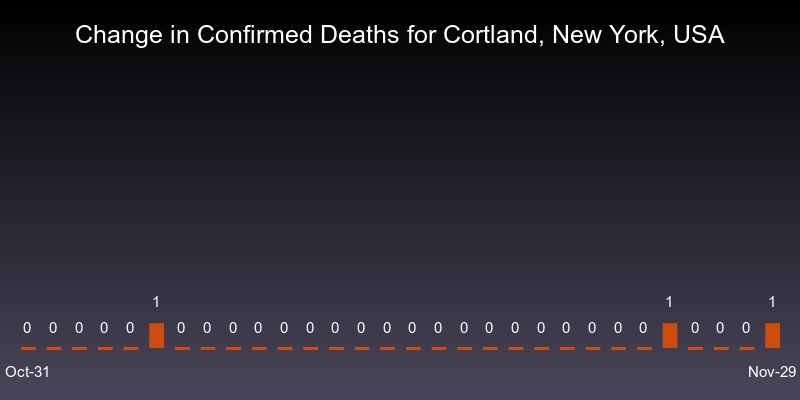 Change in Confirmed Deaths for Cortland, New York, USA
0 0 0 0 0 1 0 0 0 0 0 0 0 0 0 0 0 0 0 0 0 0 0 0 0 1 0 0 0 1
Oct-31 Nov-29